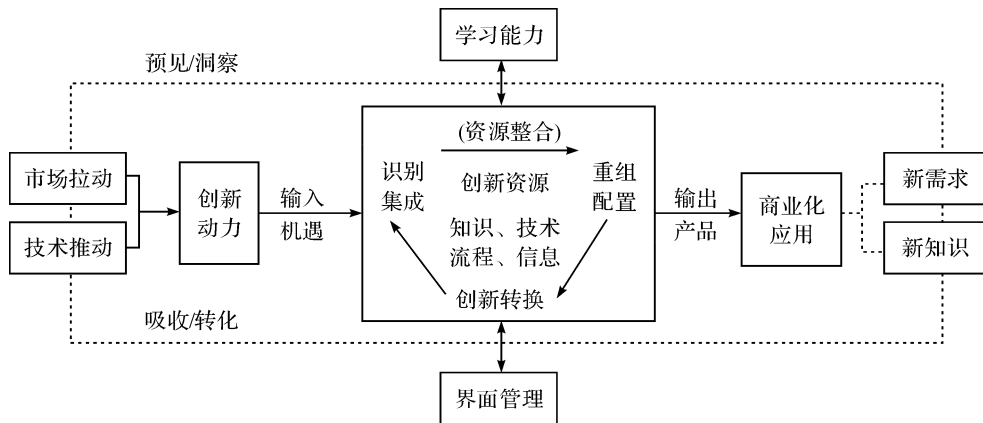 学习能力
预见/洞察
(资源整合)
市场拉动
技术推动
创新
动力
输入
机遇
识别
集成
创新资源
知识、技术
流程、信息
创新转换
重组
配置
输出
产品
商业化
应用
新需求
新知识
吸收/转化
界面管理